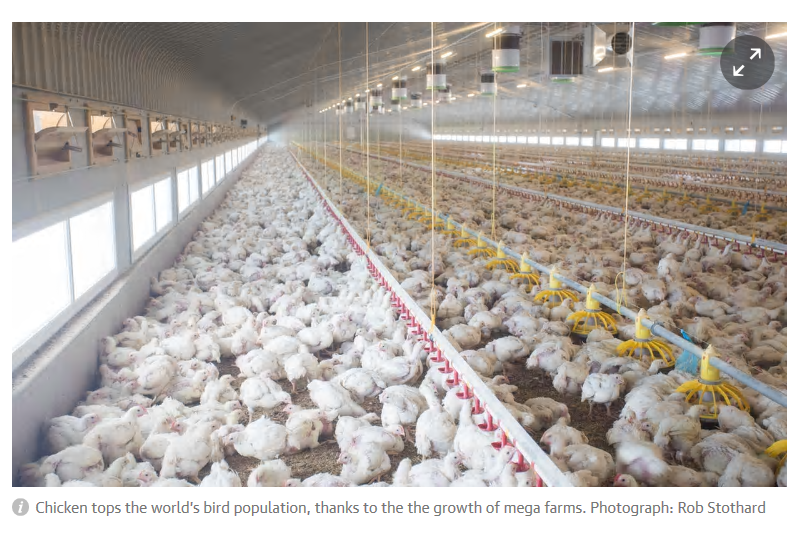 Chicken tops the world's bird population, thanks to the the growth of mega farms. Photograph: Rob Stothard